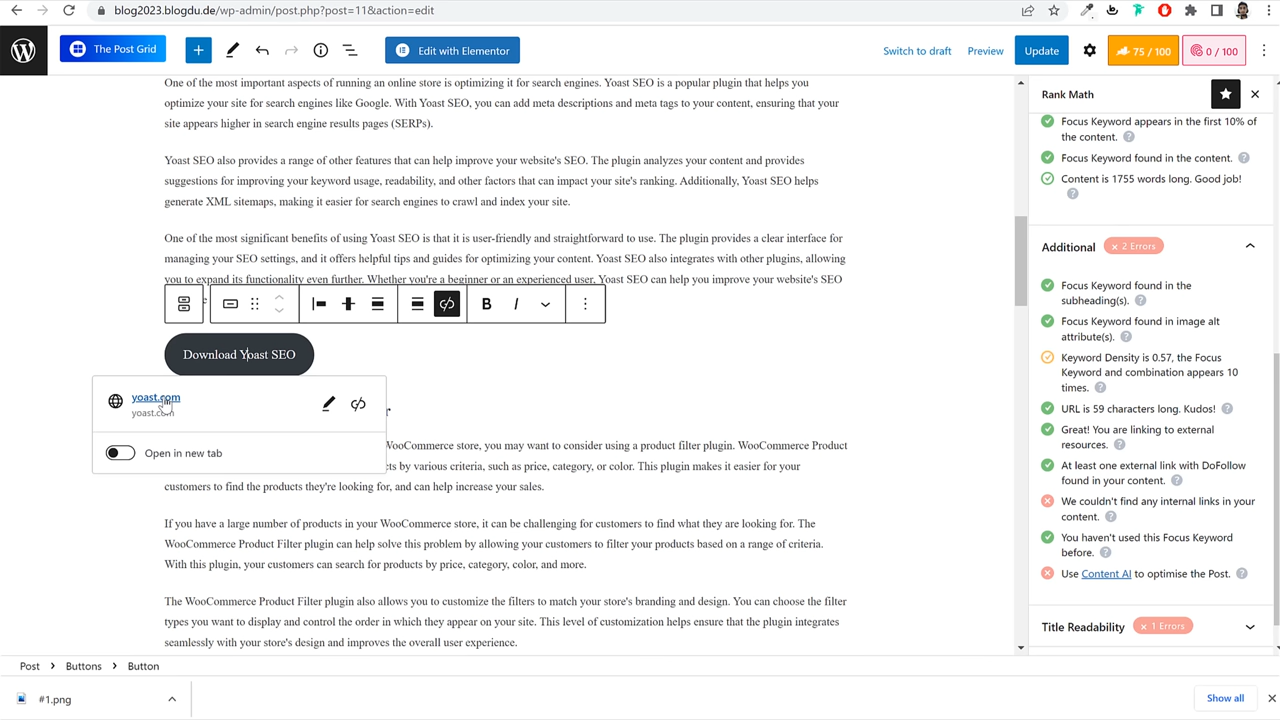 blog2023.blogdu.de/wp-admin/post.php?post=11&action=edit
The Post Grid
Edit with Elementor
Switch to draft
Preview
Update
75 / 100
0 / 100
One of the most important aspects of running an online store is optimizing it for search engines. Yoast SEO is a popular plugin that helps you
optimize your site for search engines like Google. With Yoast SEO, you can add meta descriptions and meta tags to your content, ensuring that your
site appears higher in search engine results pages (SERPs).
Yoast SEO also provides a range of other features that can help improve your website's SEO. The plugin analyzes your content and provides
suggestions for improving your keyword usage, readability, and other factors that can impact your site's ranking. Additionally, Yoast SEO helps
generate XML sitemaps, making it easier for search engines to crawl and index your site.
One of the most significant benefits of using Yoast SEO is that it is user-friendly and straightforward to use. The plugin provides a clear interface for
managing your SEO settings, and it offers helpful tips and guides for optimizing your content. Yoast SEO also integrates with other plugins, allowing
you to expand its functionality even further. Whether you're a beginner or an experienced user, Yoast SEO can help you improve your website's SEO
B I
Download Yoast SEO
yoast.com
yoast.com
Open in new tab
WooCommerce store, you may want to consider using a product filter plugin. WooCommerce Product
by various criteria, such as price, category, or color. This plugin makes it easier for your
customers to find the products they're looking for, and can help increase your sales.
If you have a large number of products in your WooCommerce store, it can be challenging for customers to find what they are looking for. The
WooCommerce Product Filter plugin can help solve this problem by allowing your customers to filter your products based on a range of criteria.
With this plugin, your customers can search for products by price, category, color, and more.
The WooCommerce Product Filter plugin also allows you to customize the filters to match your store's branding and design. You can choose the filter
types you want to display and control the order in which they appear on your site. This level of customization helps ensure that the plugin integrates
seamlessly with your store's design and improves the overall user experience.
Rank Math
Focus Keyword appears in the first 10% of
the content.
Focus Keyword found in the content.
Content is 1755 words long. Good job!
Additional
× 2 Errors
Focus Keyword found in the
subheading(s).
Focus Keyword found in image alt
attribute(s).
Keyword Density is 0.57, the Focus
Keyword and combination appears 10
times.
URL is 59 characters long. Kudos!
Great! You are linking to external
resources.
At least one external link with DoFollow
found in your content.
We couldn't find any internal links in your
content.
You haven't used this Focus Keyword
before.
Use Content AI to optimise the Post.
Title Readability
× 1 Errors
Post
Buttons
Button
#1.png
Show all